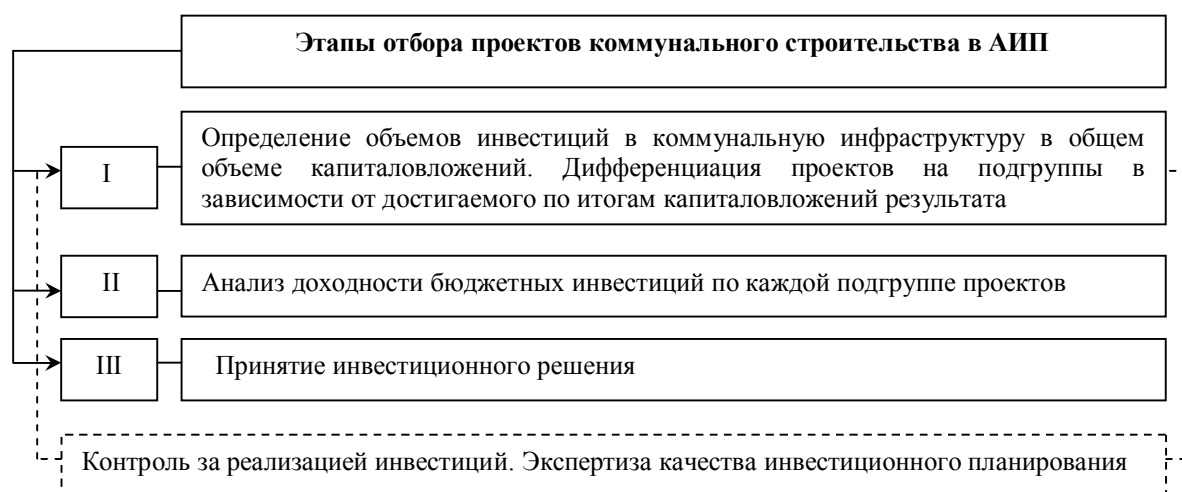 Этапы отбора проектов коммунального строительства в АИП
I
Определение объемов инвестиций в коммунальную инфраструктуру в общем
объеме капиталовложений. Дифференциация проектов на подгруппы в
зависимости от достигаемого по итогам капиталовложений результата
II
Анализ доходности бюджетных инвестиций по каждой подгруппе проектов
III
Принятие инвестиционного решения
Контроль за реализацией инвестиций. Экспертиза качества инвестиционного планирования